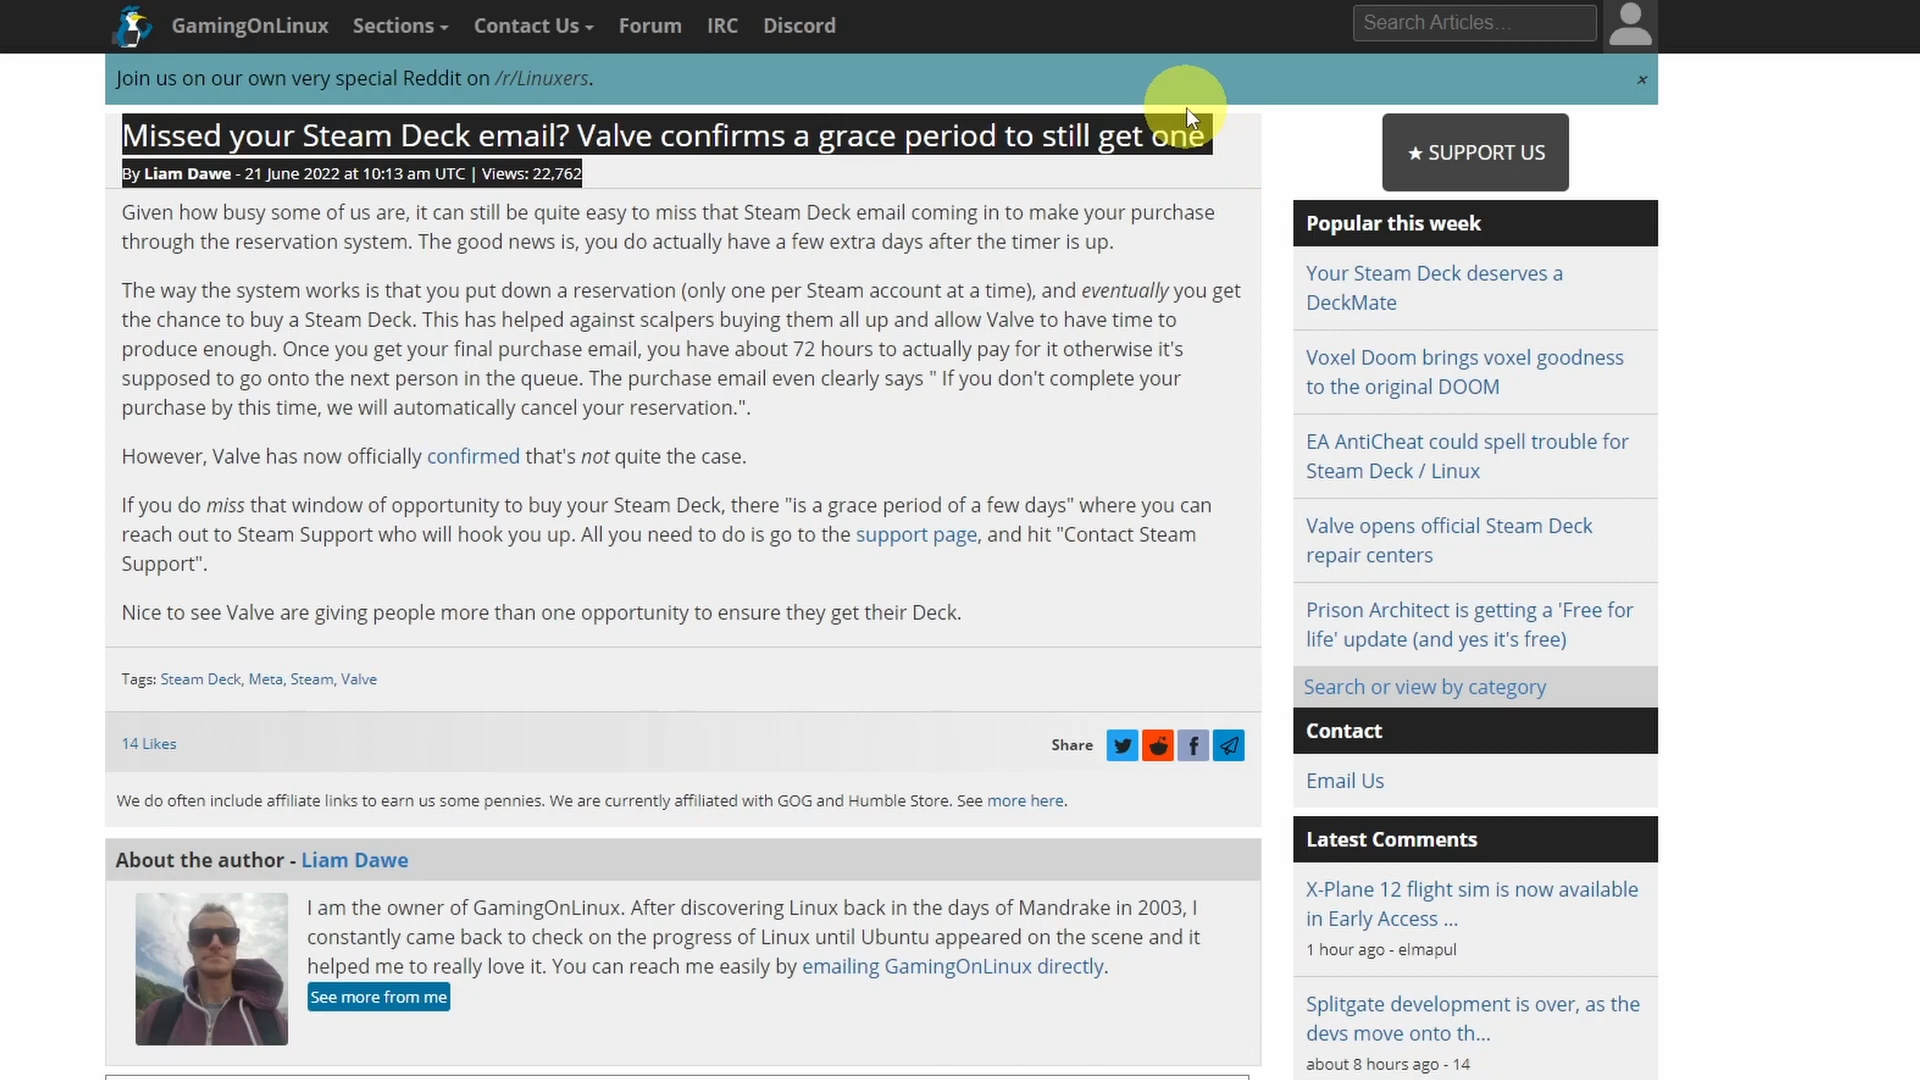 GamingOnLinux Sections Contact Us Forum IRC Discord Search Articles...
Join us on our own very special Reddit on /r/Linuxers.
×
Missed your Steam Deck email? Valve confirms a grace period to still get one
By Liam Dawe - 21 June 2022 at 10:13 am UTC | Views: 22,762
Given how busy some of us are, it can still be quite easy to miss that Steam Deck email coming in to make your purchase
through the reservation system. The good news is, you do actually have a few extra days after the timer is up.
The way the system works is that you put down a reservation (only one per Steam account at a time), and eventually you get
the chance to buy a Steam Deck. This has helped against scalpers buying them all up and allow Valve to have time to
produce enough. Once you get your final purchase email, you have about 72 hours to actually pay for it otherwise it's
supposed to go onto the next person in the queue. The purchase email even clearly says " If you don't complete your
purchase by this time, we will automatically cancel your reservation.".
However, Valve has now officially confirmed that's not quite the case.
If you do miss that window of opportunity to buy your Steam Deck, there "is a grace period of a few days" where you can
reach out to Steam Support who will hook you up. All you need to do is go to the support page, and hit "Contact Steam
Support".
Nice to see Valve are giving people more than one opportunity to ensure they get their Deck.
Tags: Steam Deck, Meta, Steam, Valve
14 Likes
Share
We do often include affiliate links to earn us some pennies. We are currently affiliated with GOG and Humble Store. See more here.
About the author - Liam Dawe
I am the owner of GamingOnLinux. After discovering Linux back in the days of Mandrake in 2003, I
constantly came back to check on the progress of Linux until Ubuntu appeared on the scene and it
helped me to really love it. You can reach me easily by emailing GamingOnLinux directly.
See more from me
★ SUPPORT US
Popular this week
Your Steam Deck deserves a
DeckMate
Voxel Doom brings voxel goodness
to the original DOOM
EA AntiCheat could spell trouble for
Steam Deck / Linux
Valve opens official Steam Deck
repair centers
Prison Architect is getting a 'Free for
life' update (and yes it's free)
Search or view by category
Contact
Email Us
Latest Comments
X-Plane 12 flight sim is now available
in Early Access ...
1 hour ago - elmapul
Splitgate development is over, as the
devs move onto th...
about 8 hours ago - 14